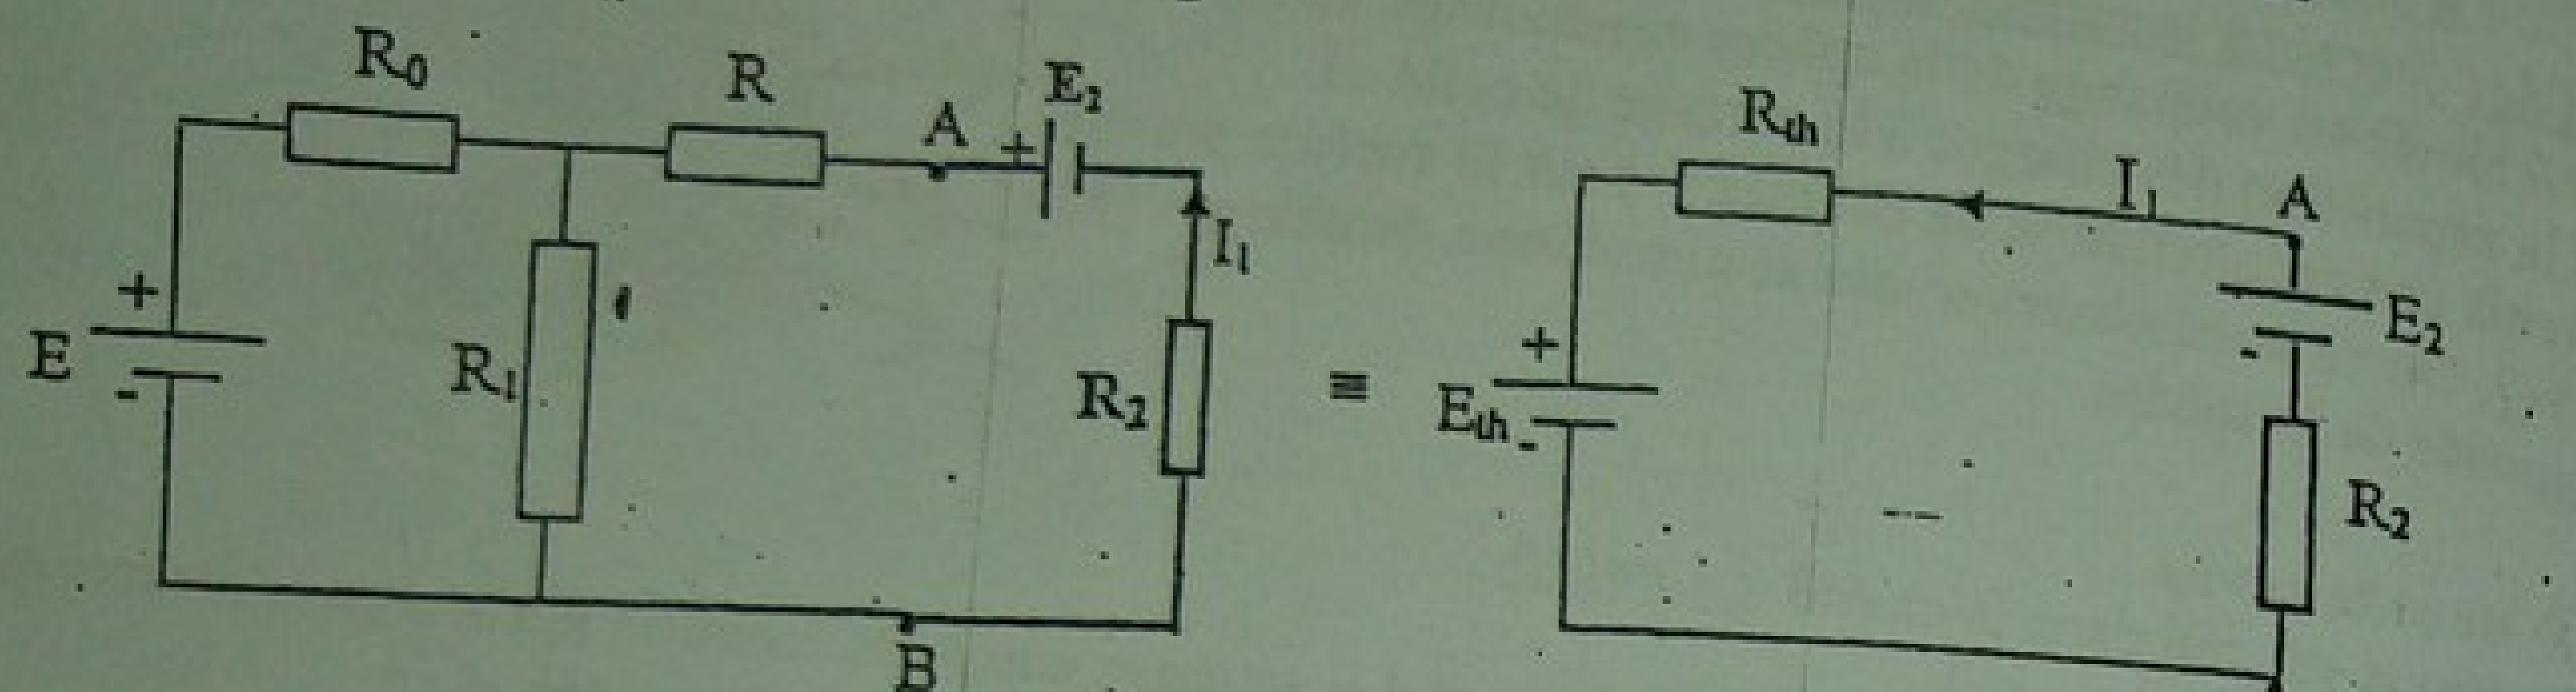 R₀
R
A
+
E₂
I₁
+
E
-
R₁
R₂
B
≡
Rth
I₁
A
+
Eth
-
E₂
-
R₂